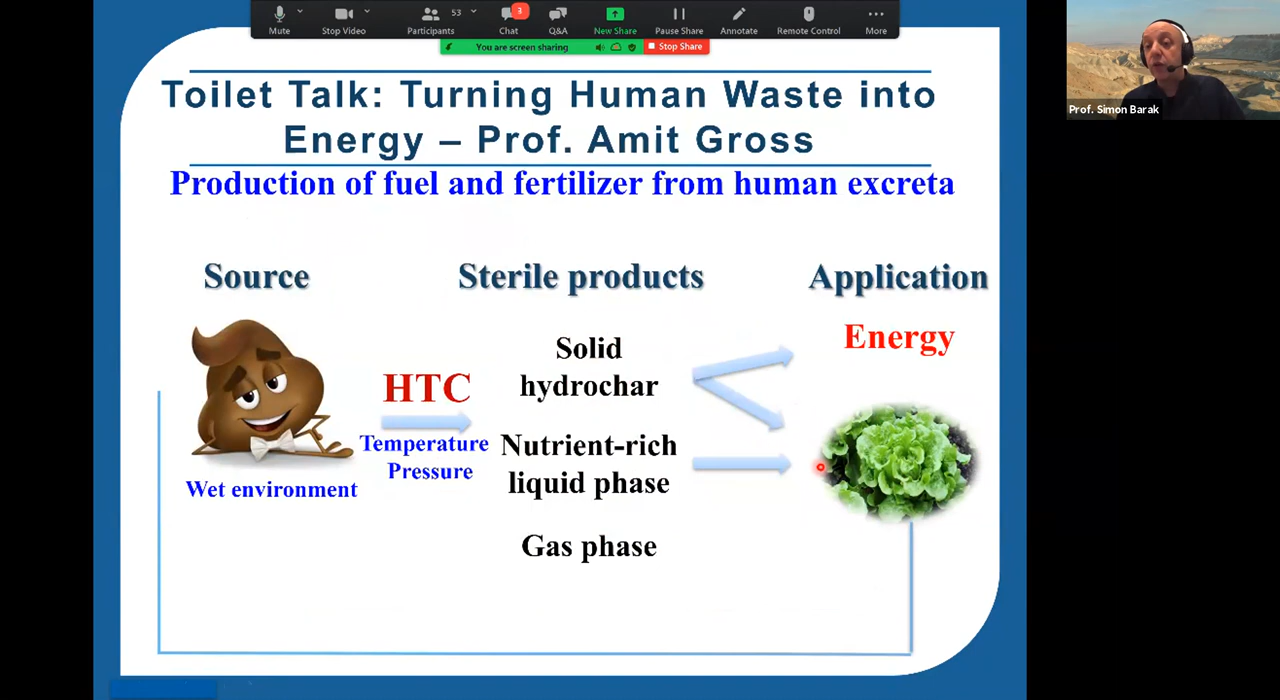 Mute
Stop Video
53
Participants
3
Chat
Q&A
New Share
Pause Share
Annotate
Remote Control
More
You are screen sharing
Stop Share
Prof. Simon Barak
Toilet Talk: Turning Human Waste into
Energy – Prof. Amit Gross
Production of fuel and fertilizer from human excreta
Source
Sterile products
Application
Wet environment
HTC
Temperature
Pressure
Solid
hydrochar
Nutrient-rich
liquid phase
Gas phase
Energy